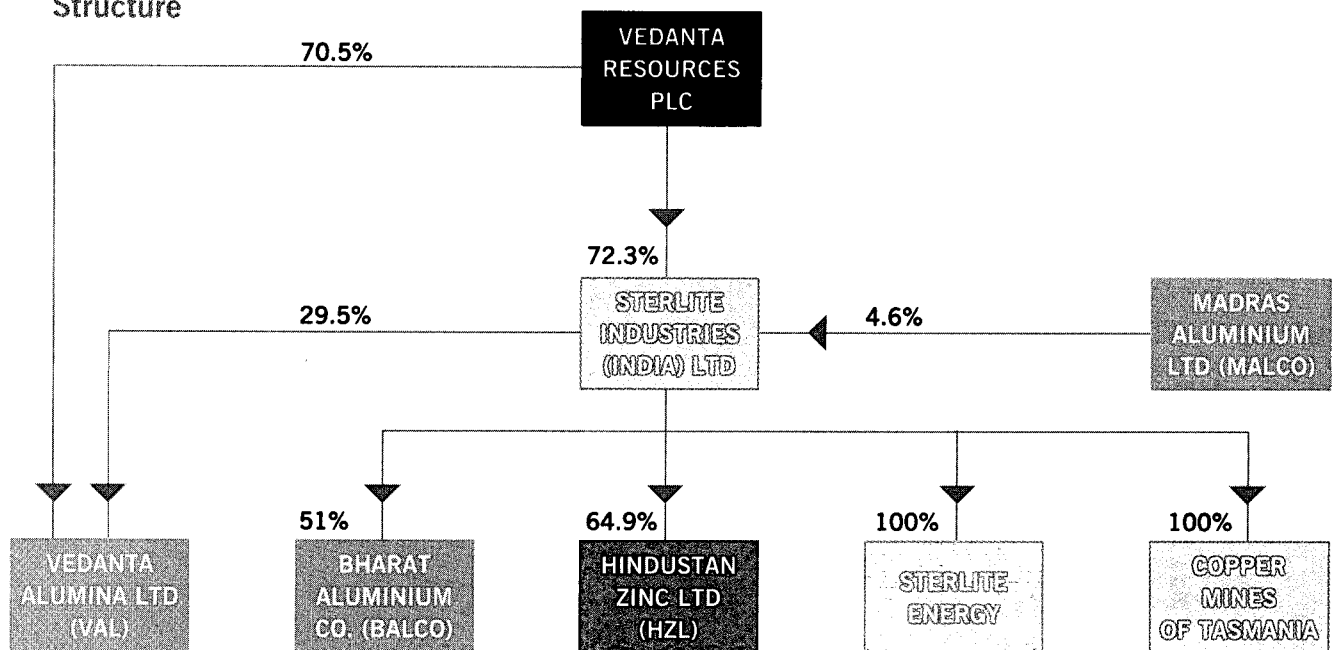 Structure
VEDANTA
RESOURCES
PLC
70.5%
72.3%
STERLITE
INDUSTRIES
(INDIA) LTD
29.5%
4.6%
MADRAS
ALUMINIUM
LTD (MALCO)
VEDANTA
ALUMINA LTD
(VAL)
51%
BHARAT
ALUMINIUM
CO. (BALCO)
64.9%
HINDUSTAN
ZINC LTD
(HZL)
100%
STERLITE
ENERGY
100%
COPPER
MINES
OF TASMANIA